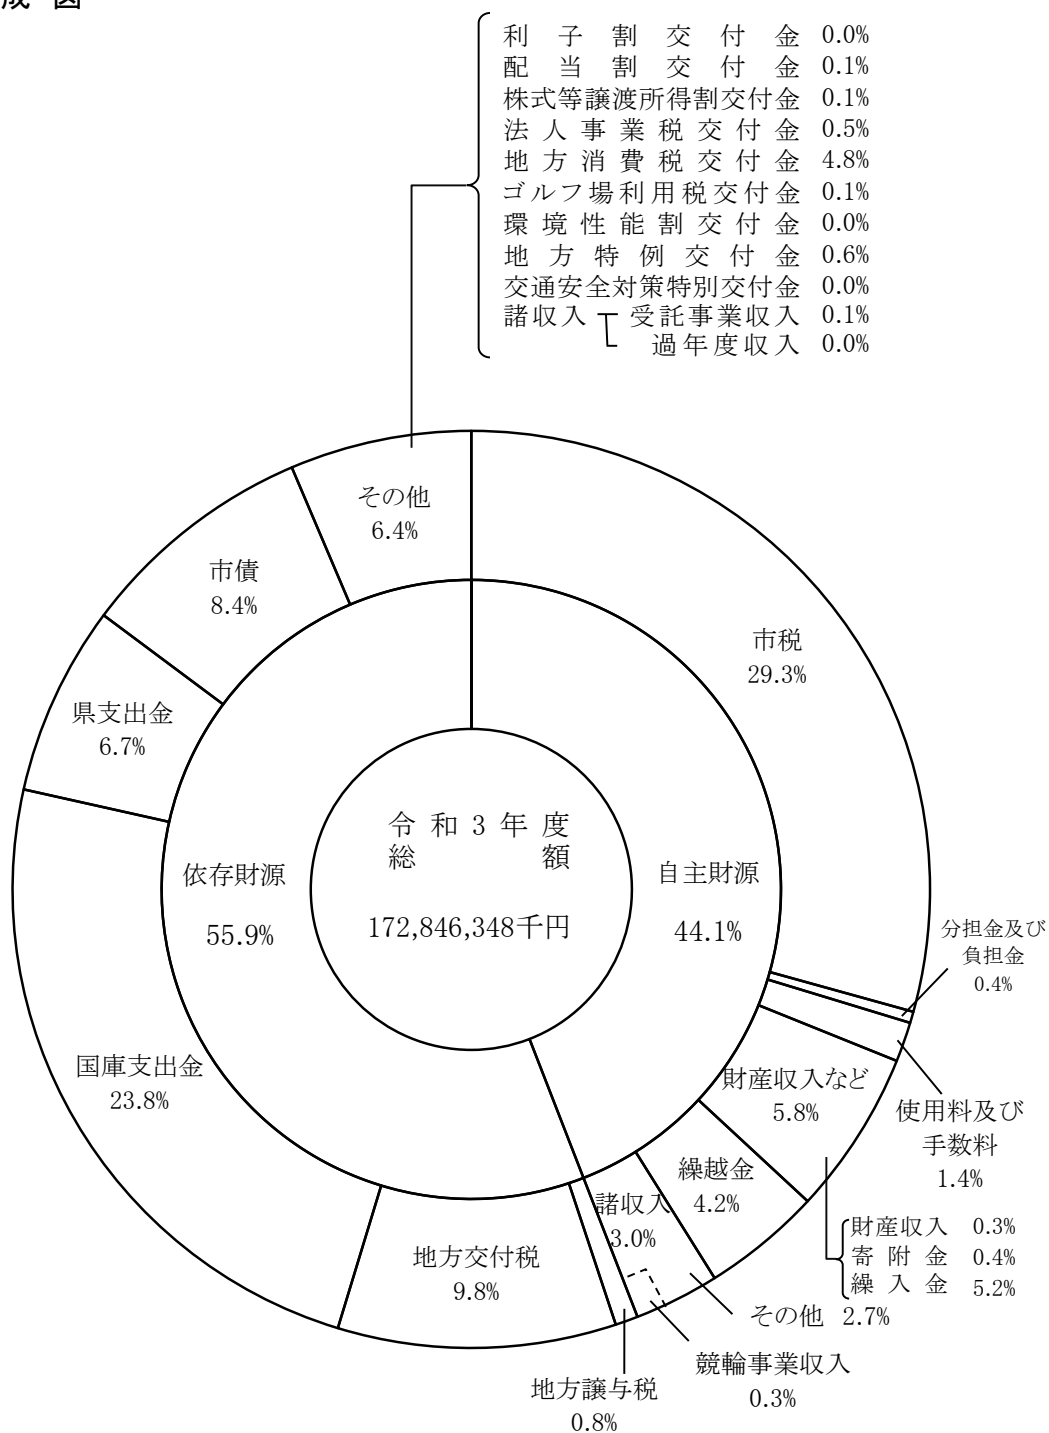 成図
利子割交付金 0.0%
配当割交付金 0.1%
株式等譲渡所得割交付金 0.1%
法人事業税交付金 0.5%
地方消費税交付金 4.8%
ゴルフ場利用税交付金 0.1%
環境性能割交付金 0.0%
地方特例交付金 0.6%
交通安全対策特別交付金 0.0%
諸収入 受託事業収入 0.1%
過年度収入 0.0%
その他
6.4%
市債
8.4%
市税
29.3%
県支出金
6.7%
令和3年度
総額
172,846,348千円
依存財源
55.9%
自主財源
44.1%
分担金及び
負担金
0.4%
国庫支出金
23.8%
財産収入など
5.8%
使用料及び
手数料
1.4%
繰越金
4.2%
諸収入
3.0%
財産収入 0.3%
寄附金 0.4%
繰入金 5.2%
地方交付税
9.8%
その他 2.7%
競輪事業収入
0.3%
地方譲与税
0.8%